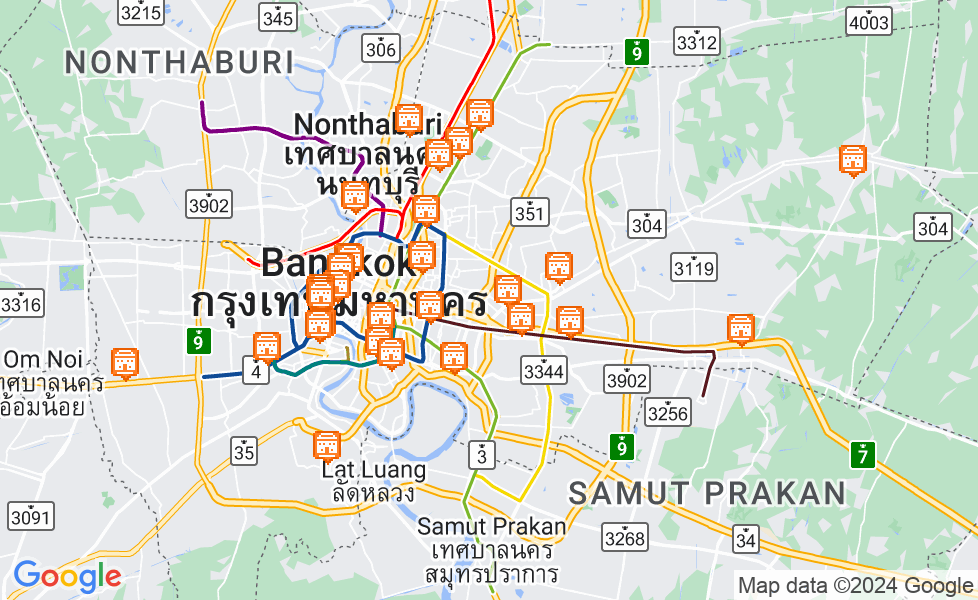 3215
345
4003
306
3312
9
NONTHABURI
Nonthaburi
เทศบาลนค
นนทบุรี
3902
351
304
304
Bangkok
กรุงเทพมหานคร
3119
3316
9
Om Noi
เทศบาลนคร
อ้อมน้อย
4
3344
3902
3256
35
3
9
7
Lat Luang
ลัดหลวง
SAMUT PRAKAN
3091
Samut Prakan
เทศบาลนคร
สมุทรปราการ
3268
34
Google
Map data ©2024 Google